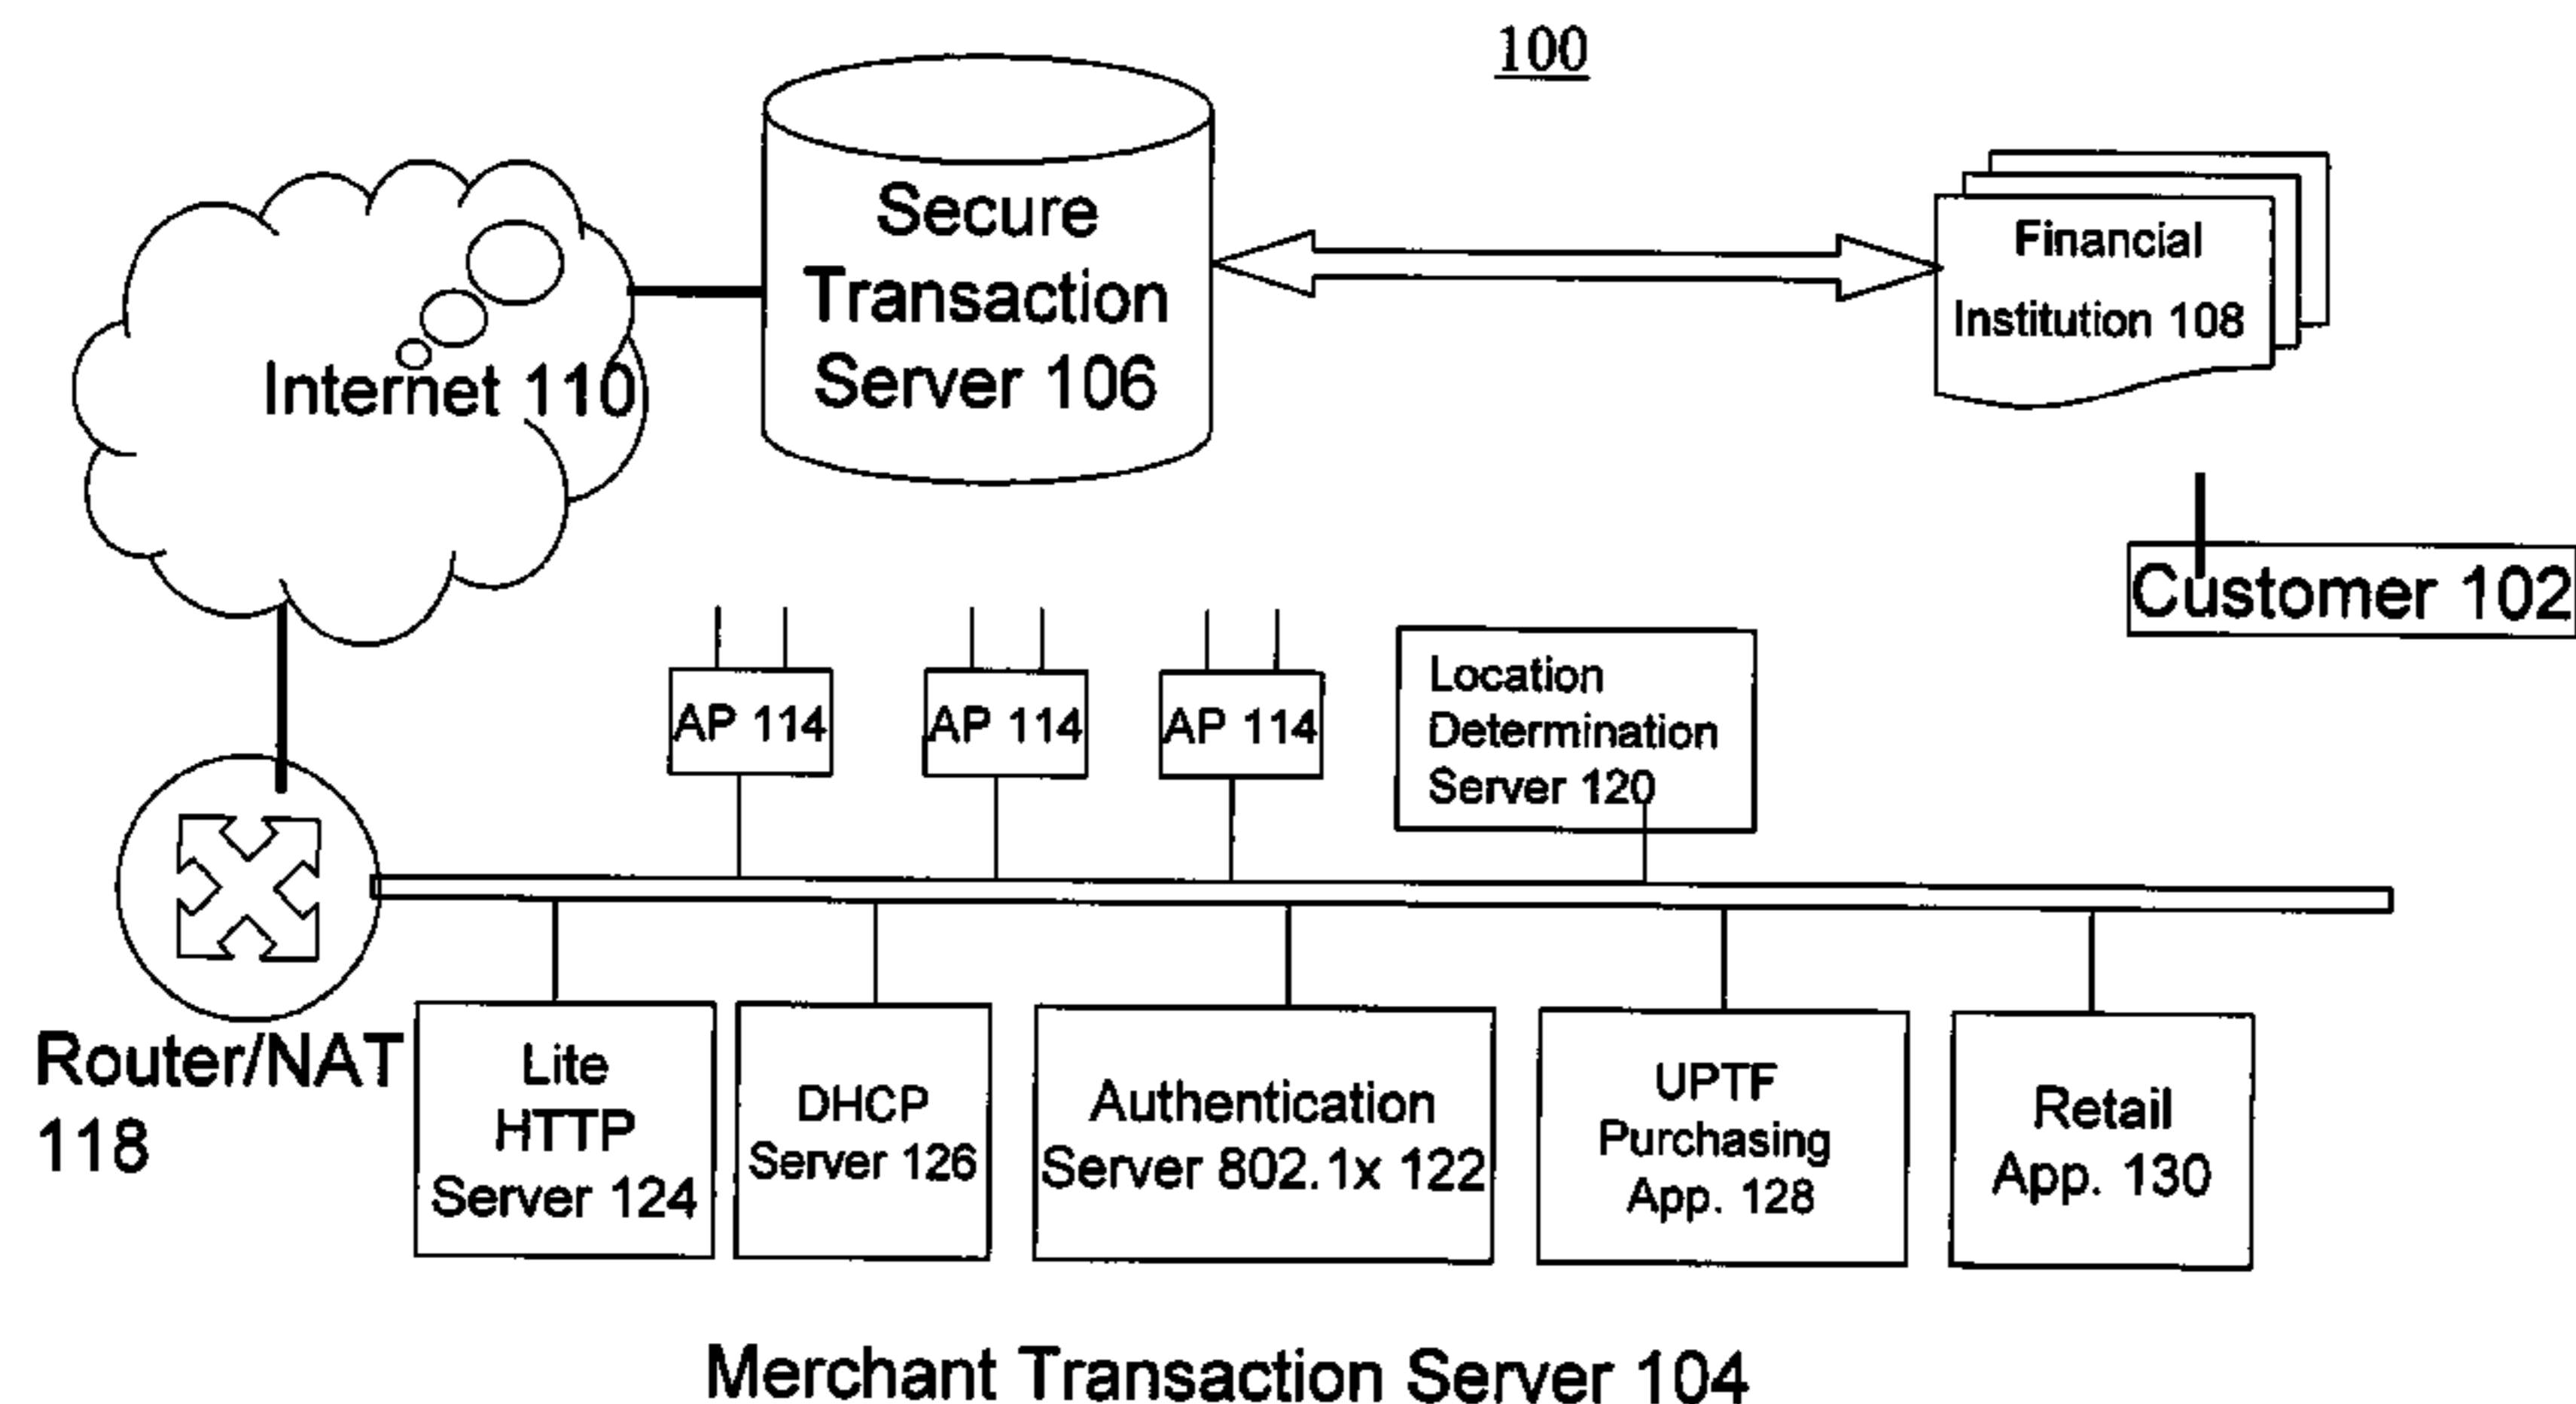 100
Secure
Transaction
Server 106
Financial
Institution 108
Internet 110
Customer 102
AP 114
AP 114
AP 114
Location
Determination
Server 120
Router/NAT
118
Lite
HTTP
Server 124
DHCP
Server 126
Authentication
Server 802.1x 122
UPTF
Purchasing
App. 128
Retail
App. 130
Merchant Transaction Server 104